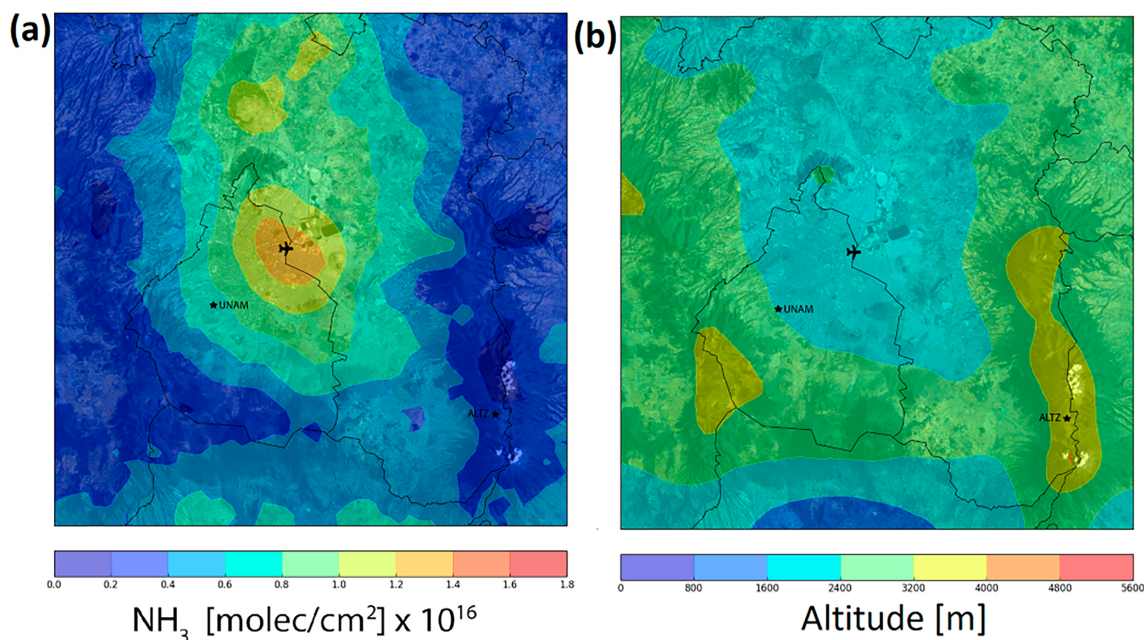 (a)
(b)
UNAM
ALTZ
UNAM
ALTZ
0.0 0.2 0.4 0.6 0.8 1.0 1.2 1.4 1.6 1.8
NH₃ [molec/cm²] x 10¹⁶
0 800 1600 2400 3200 4000 4800 5600
Altitude [m]